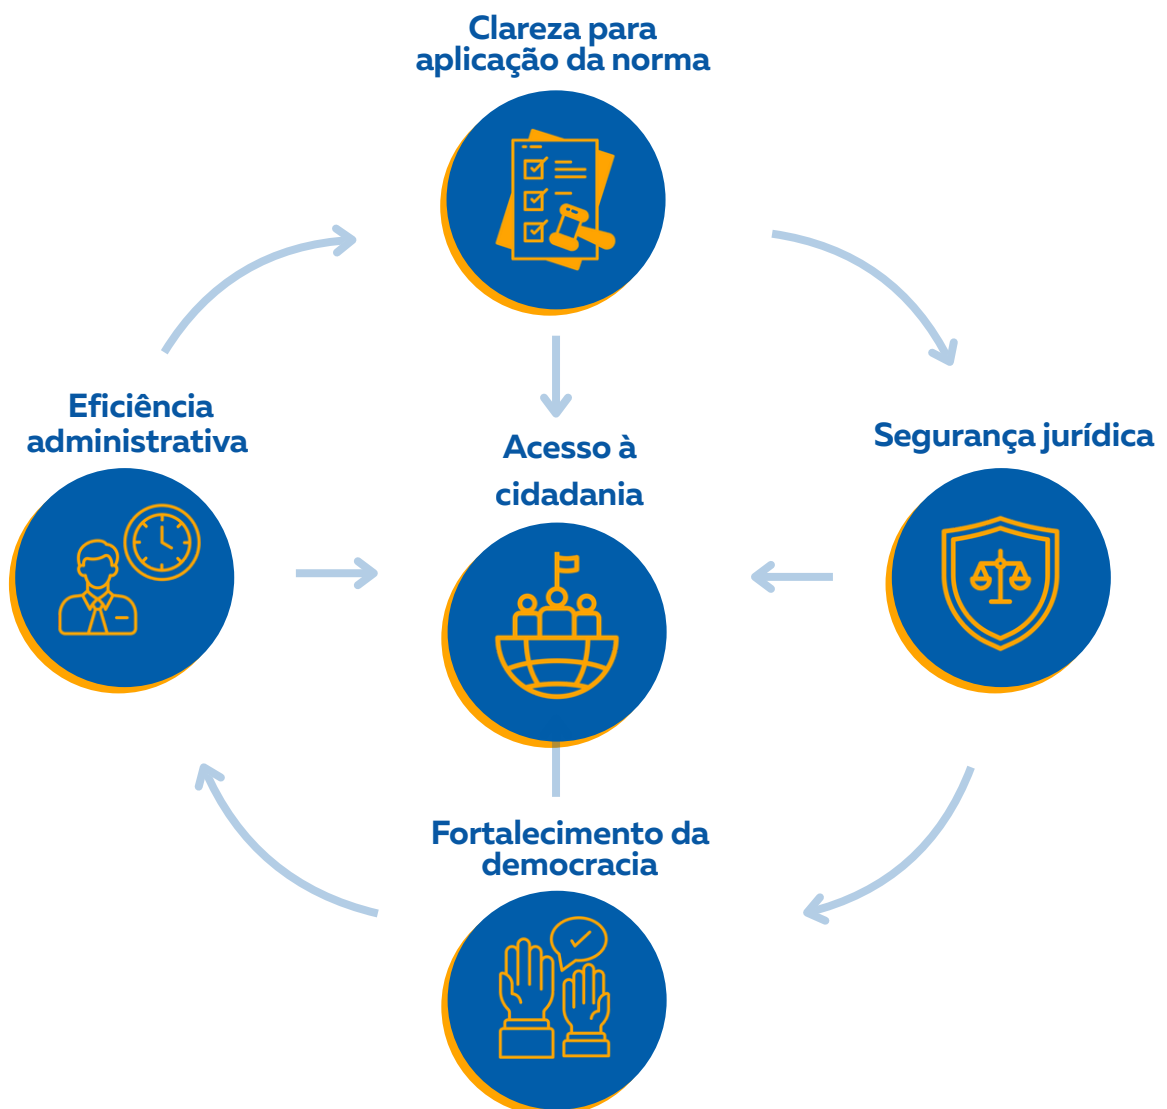 Clareza para
aplicação da norma
Eficiência
administrativa
Acesso à
cidadania
Segurança jurídica
Fortalecimento da
democracia